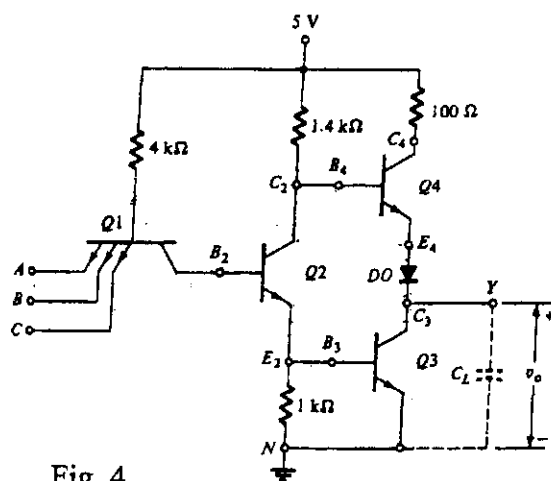 5 V
4 kΩ
1.4 kΩ
100 Ω
C4
C2
B4
Q4
Q1
E4
B2
A
DO
Y
B
Q2
C3
C
E2
B3
Q3
CL
vo
+
1 kΩ
N
−
Fig. 4